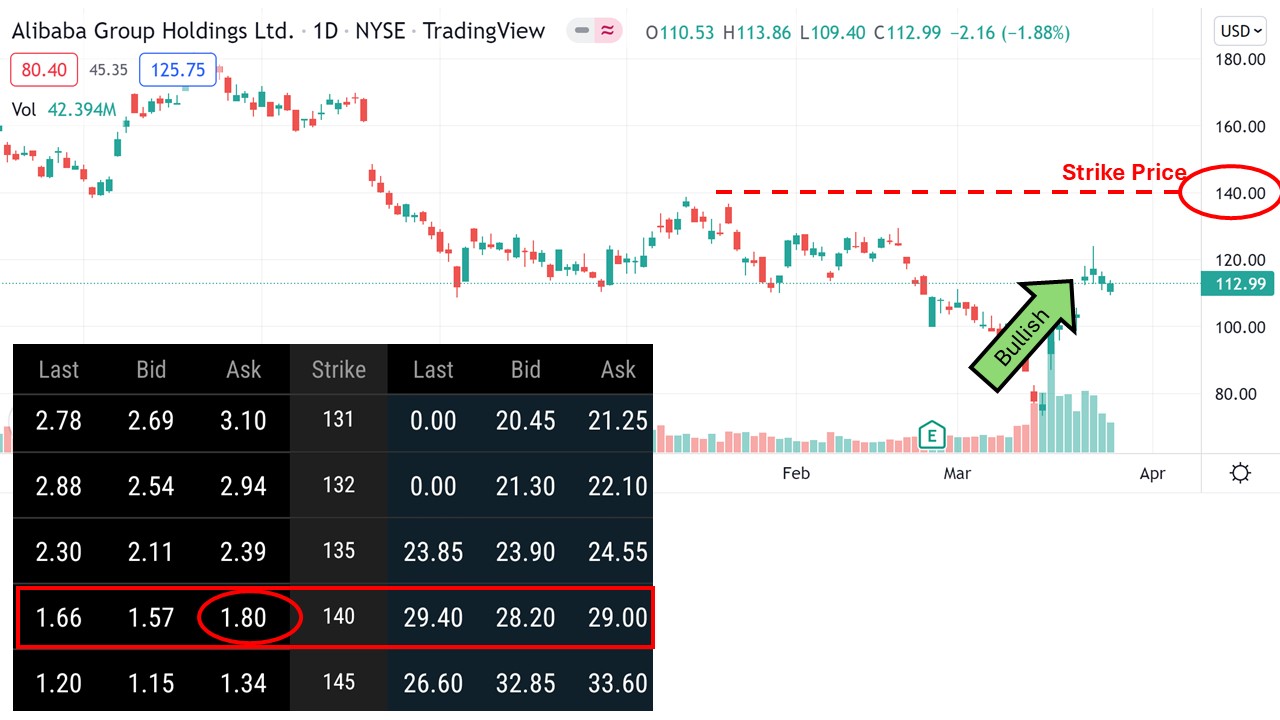 Alibaba Group Holdings Ltd. · 1D · NYSE · TradingView
O110.53 H113.86 L109.40 C112.99 −2.16 (−1.88%)
USD
80.40 45.35 125.75
Vol 42.394M
180.00
160.00
Strike Price
140.00
120.00
112.99
100.00
80.00
Bullish
E
Feb Mar Apr
Last Bid Ask Strike Last Bid Ask
2.78 2.69 3.10 131 0.00 20.45 21.25
2.88 2.54 2.94 132 0.00 21.30 22.10
2.30 2.11 2.39 135 23.85 23.90 24.55
1.66 1.57 1.80 140 29.40 28.20 29.00
1.20 1.15 1.34 145 26.60 32.85 33.60